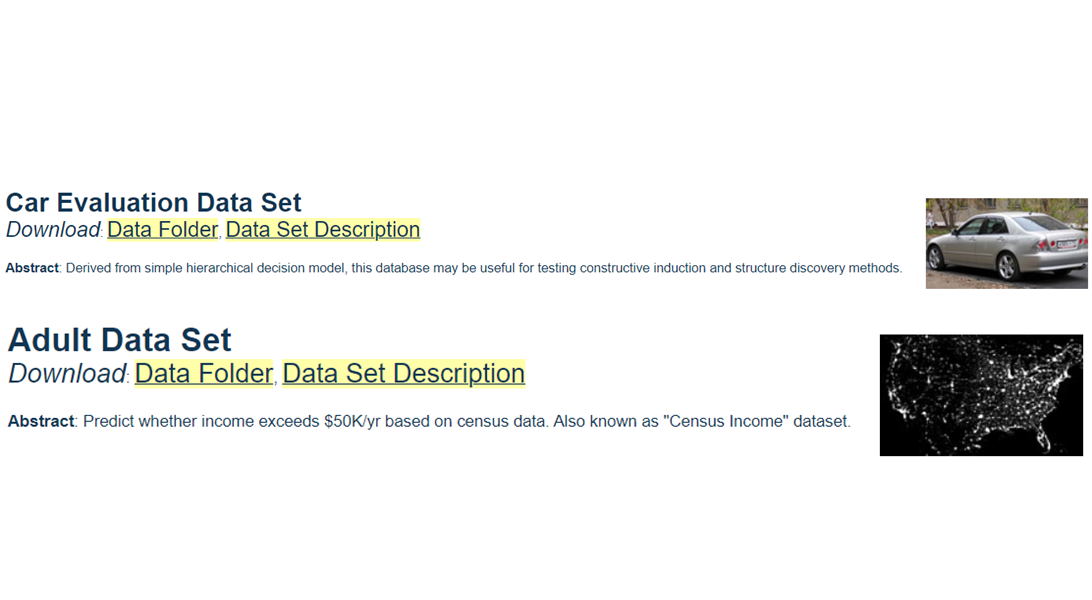 Car Evaluation Data Set
Download: Data Folder, Data Set Description
Abstract: Derived from simple hierarchical decision model, this database may be useful for testing constructive induction and structure discovery methods.
Adult Data Set
Download: Data Folder, Data Set Description
Abstract: Predict whether income exceeds $50K/yr based on census data. Also known as "Census Income" dataset.